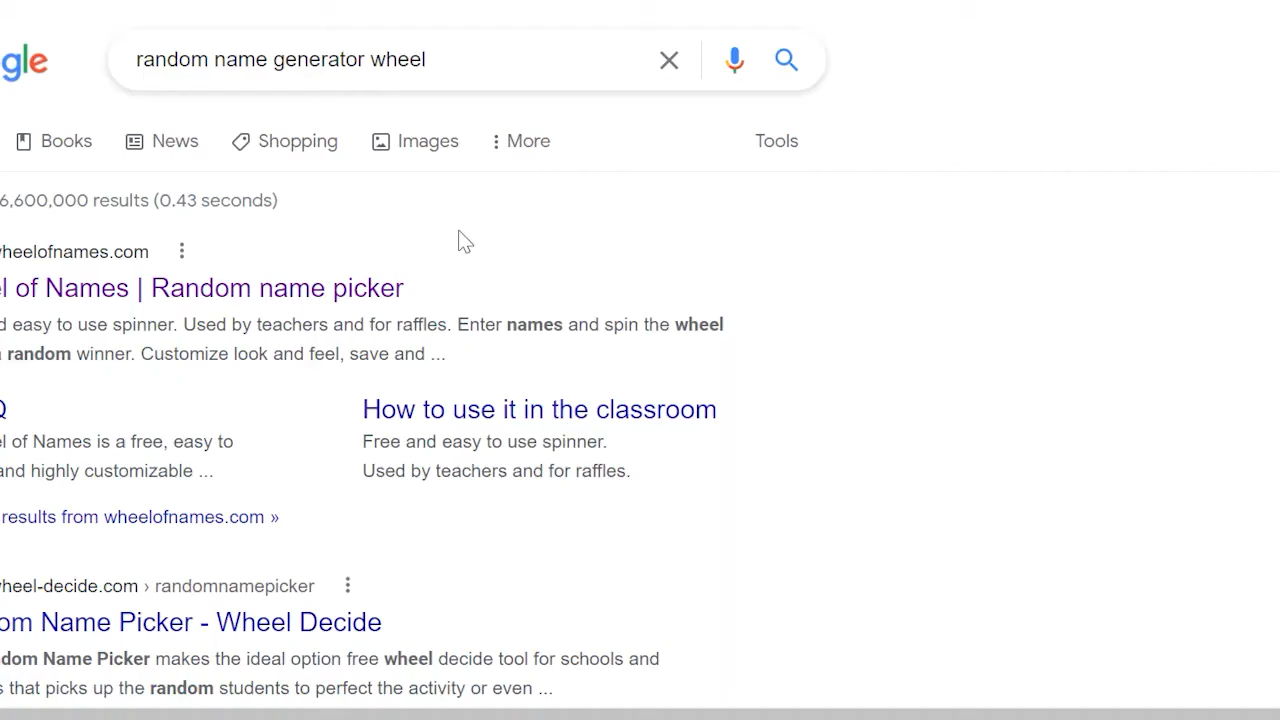 gle
random name generator wheel
Books News Shopping Images More Tools
6,600,000 results (0.43 seconds)
wheelofnames.com
l of Names | Random name picker
d easy to use spinner. Used by teachers and for raffles. Enter names and spin the wheel
random winner. Customize look and feel, save and ...
Q How to use it in the classroom
l of Names is a free, easy to Free and easy to use spinner.
and highly customizable ... Used by teachers and for raffles.
results from wheelofnames.com »
wheel-decide.com › randomnamepicker
om Name Picker - Wheel Decide
dom Name Picker makes the ideal option free wheel decide tool for schools and
s that picks up the random students to perfect the activity or even ...